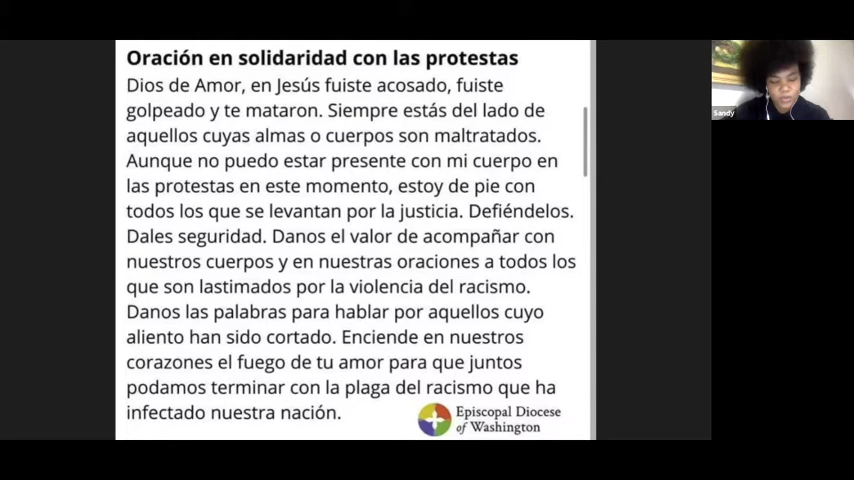 Oración en solidaridad con las protestas
Dios de Amor, en Jesús fuiste acosado, fuiste
golpeado y te mataron. Siempre estás del lado de
aquellos cuyas almas o cuerpos son maltratados.
Aunque no puedo estar presente con mi cuerpo en
las protestas en este momento, estoy de pie con
todos los que se levantan por la justicia. Defiéndelos.
Dales seguridad. Danos el valor de acompañar con
nuestros cuerpos y en nuestras oraciones a todos los
que son lastimados por la violencia del racismo.
Danos las palabras para hablar por aquellos cuyo
aliento han sido cortado. Enciende en nuestros
corazones el fuego de tu amor para que juntos
podamos terminar con la plaga del racismo que ha
infectado nuestra nación.
Episcopal Diocese
of Washington
Sandy